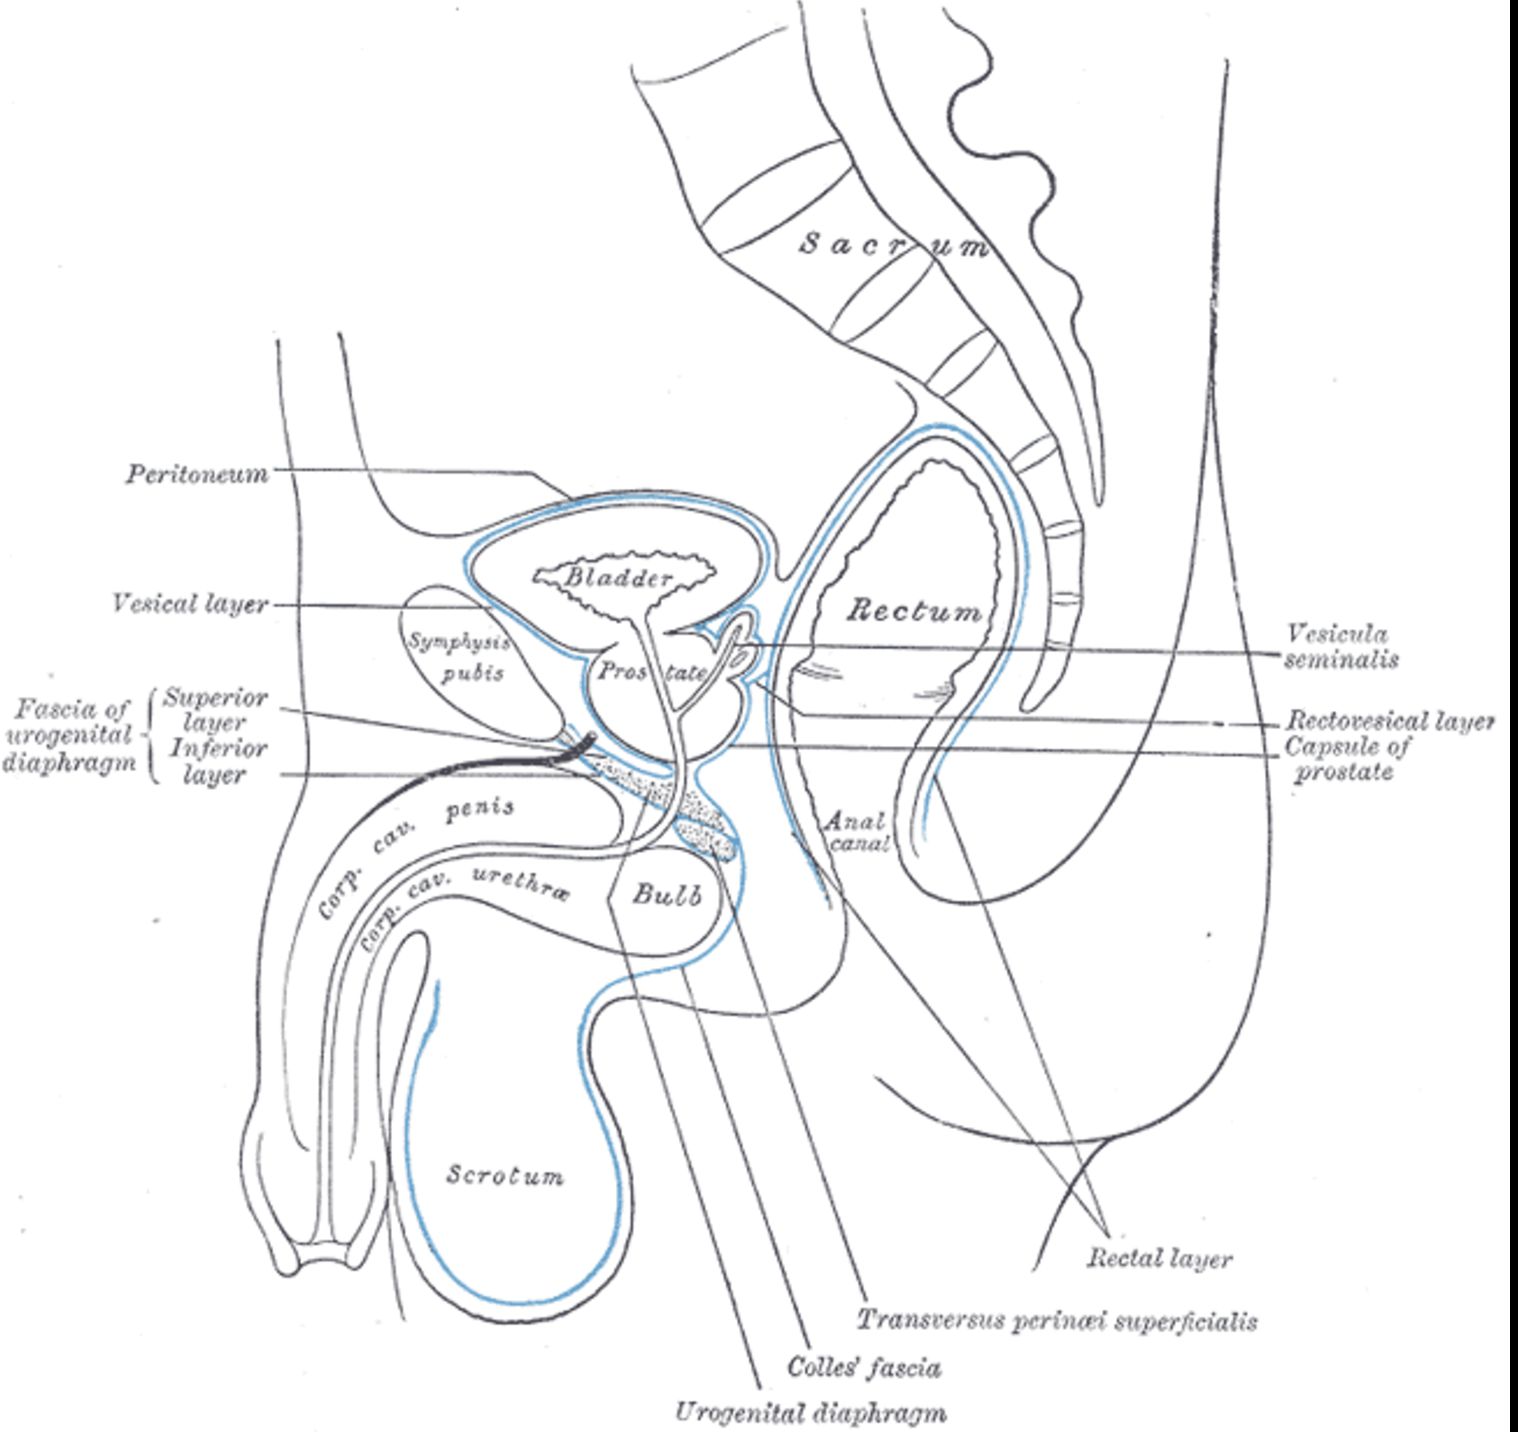 Sacrum
Peritoneum
Bladder
Vesical layer
Rectum
Symphysis
pubis
Prostate
Vesicula
seminalis
Fascia of
urogenital
diaphragm
Superior
layer
Inferior
layer
Rectovesical layer
Capsule of
prostate
Corp. cav. penis
Anal
canal
Corp. cav. urethræ
Bulb
Scrotum
Rectal layer
Transversus perinæi superficialis
Colles' fascia
Urogenital diaphragm